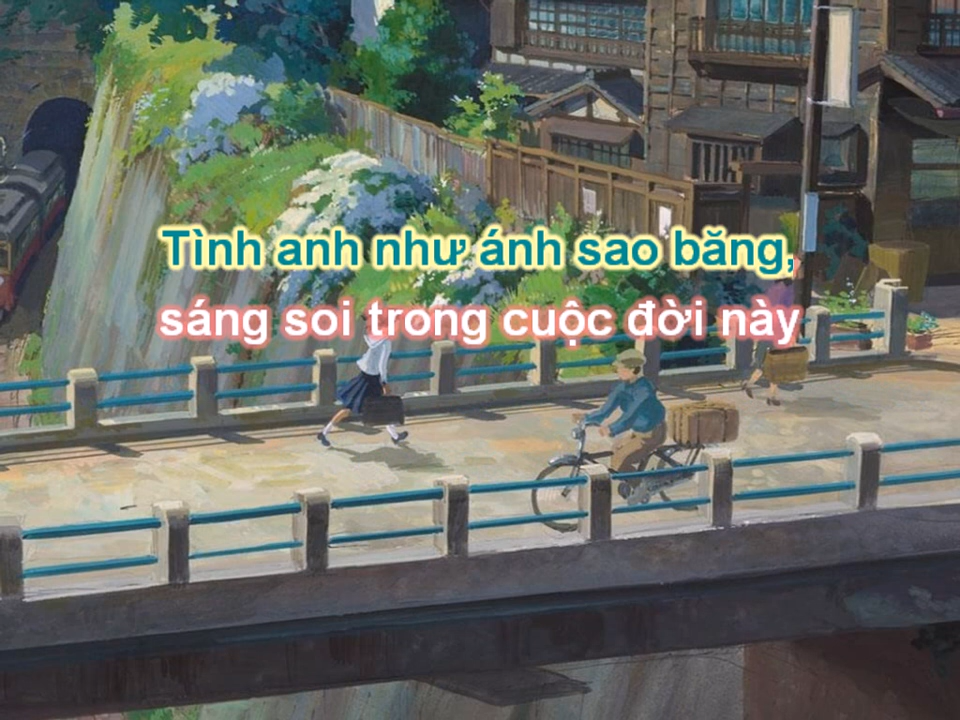 Tình anh như ánh sao băng,
sáng soi trong cuộc đời này